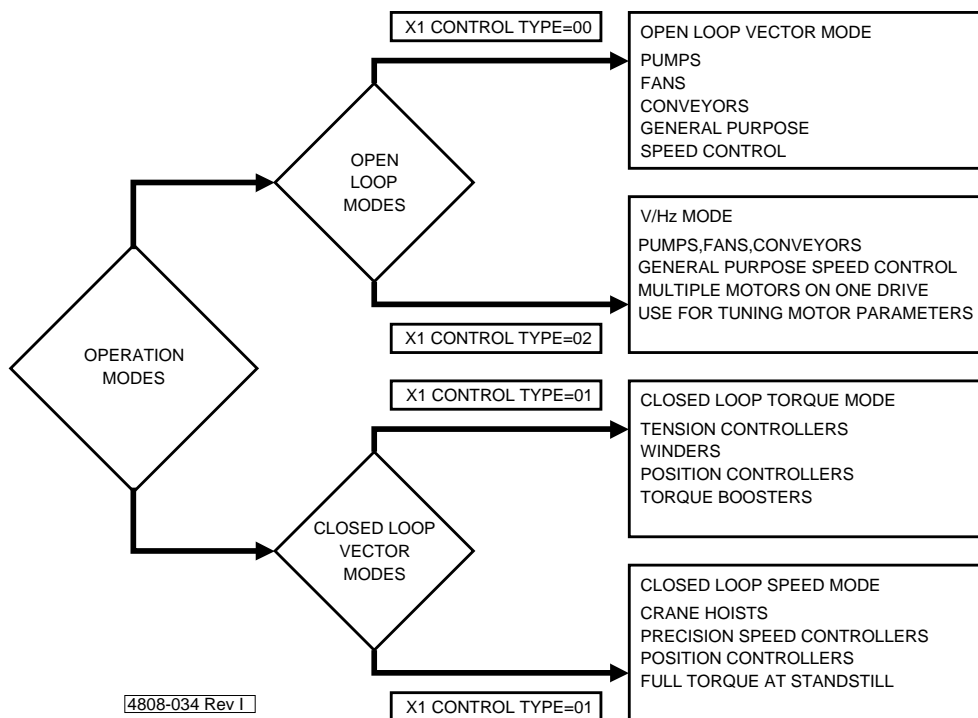 X1 CONTROL TYPE=00
OPEN LOOP VECTOR MODE
PUMPS
FANS
CONVEYORS
GENERAL PURPOSE
SPEED CONTROL
OPEN
LOOP
MODES
V/Hz MODE
PUMPS,FANS,CONVEYORS
GENERAL PURPOSE SPEED CONTROL
MULTIPLE MOTORS ON ONE DRIVE
USE FOR TUNING MOTOR PARAMETERS
X1 CONTROL TYPE=02
OPERATION
MODES
X1 CONTROL TYPE=01
CLOSED LOOP TORQUE MODE
TENSION CONTROLLERS
WINDERS
POSITION CONTROLLERS
TORQUE BOOSTERS
CLOSED LOOP
VECTOR
MODES
CLOSED LOOP SPEED MODE
CRANE HOISTS
PRECISION SPEED CONTROLLERS
POSITION CONTROLLERS
FULL TORQUE AT STANDSTILL
X1 CONTROL TYPE=01
4808-034 Rev I